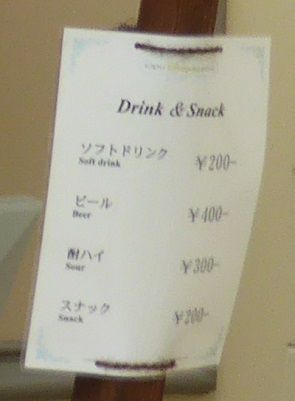 Drink & Snack
ソフトドリンク ¥200-
Soft drink
ビール ¥400-
Beer
酎ハイ ¥300-
Sour
スナック ¥200-
Snack